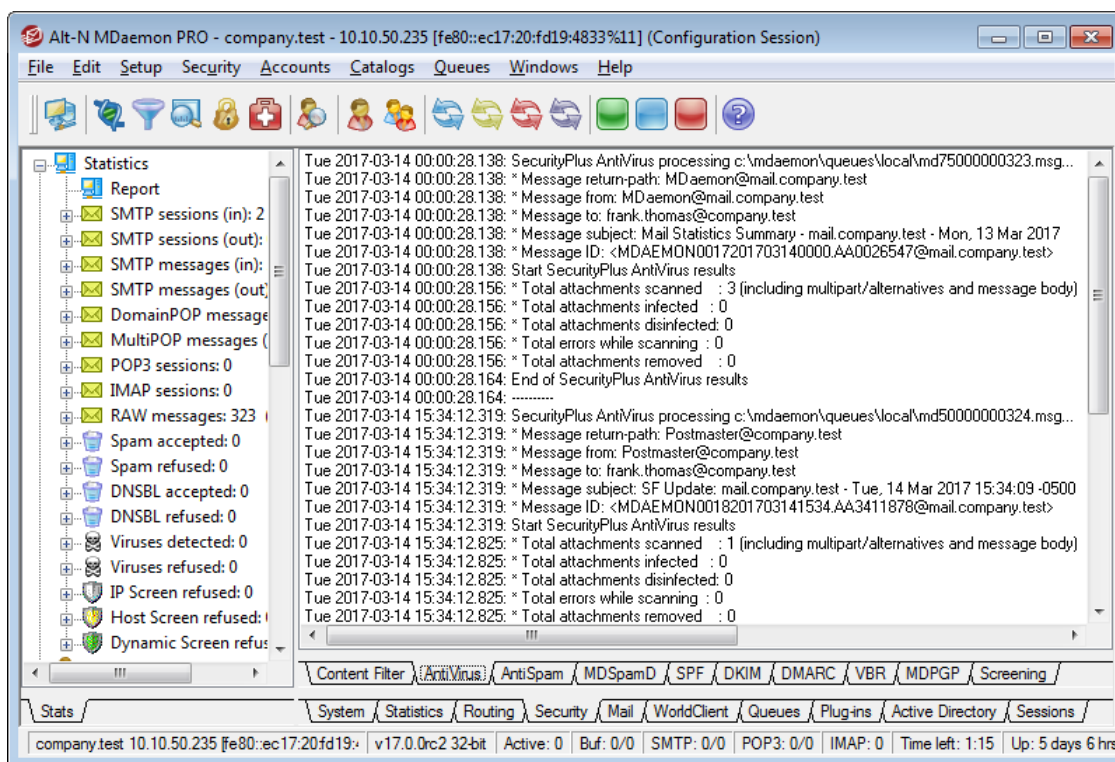 Alt-N MDaemon PRO - company.test - 10.10.50.235 [fe80::ec17:20:fd19:4833%11] (Configuration Session)
File Edit Setup Security Accounts Catalogs Queues Windows Help
Statistics
Report
SMTP sessions (in): 2
SMTP sessions (out):
SMTP messages (in):
SMTP messages (out)
DomainPOP message
MultiPOP messages (
POP3 sessions: 0
IMAP sessions: 0
RAW messages: 323 (
Spam accepted: 0
Spam refused: 0
DNSBL accepted: 0
DNSBL refused: 0
Viruses detected: 0
Viruses refused: 0
IP Screen refused: 0
Host Screen refused:
Dynamic Screen refus
Tue 2017-03-14 00:00:28.138: SecurityPlus AntiVirus processing c:\mdaemon\queues\local\md75000000323.msg...
Tue 2017-03-14 00:00:28.138: * Message return-path: MDaemon@mail.company.test
Tue 2017-03-14 00:00:28.138: * Message from: MDaemon@mail.company.test
Tue 2017-03-14 00:00:28.138: * Message to: frank.thomas@company.test
Tue 2017-03-14 00:00:28.138: * Message subject: Mail Statistics Summary - mail.company.test - Mon, 13 Mar 2017
Tue 2017-03-14 00:00:28.138: * Message ID: <MDAEMON0017201703140000.AA0026547@mail.company.test>
Tue 2017-03-14 00:00:28.138: Start SecurityPlus AntiVirus results
Tue 2017-03-14 00:00:28.156: * Total attachments scanned : 3 (including multipart/alternatives and message body)
Tue 2017-03-14 00:00:28.156: * Total attachments infected : 0
Tue 2017-03-14 00:00:28.156: * Total attachments disinfected: 0
Tue 2017-03-14 00:00:28.156: * Total errors while scanning : 0
Tue 2017-03-14 00:00:28.156: * Total attachments removed : 0
Tue 2017-03-14 00:00:28.164: End of SecurityPlus AntiVirus results
Tue 2017-03-14 00:00:28.164: ----------
Tue 2017-03-14 15:34:12.319: SecurityPlus AntiVirus processing c:\mdaemon\queues\local\md50000000324.msg...
Tue 2017-03-14 15:34:12.319: * Message return-path: Postmaster@company.test
Tue 2017-03-14 15:34:12.319: * Message from: Postmaster@company.test
Tue 2017-03-14 15:34:12.319: * Message to: frank.thomas@company.test
Tue 2017-03-14 15:34:12.319: * Message subject: SF Update: mail.company.test - Tue, 14 Mar 2017 15:34:09 -0500
Tue 2017-03-14 15:34:12.319: * Message ID: <MDAEMON0018201703141534.AA3411878@mail.company.test>
Tue 2017-03-14 15:34:12.319: Start SecurityPlus AntiVirus results
Tue 2017-03-14 15:34:12.825: * Total attachments scanned : 1 (including multipart/alternatives and message body)
Tue 2017-03-14 15:34:12.825: * Total attachments infected : 0
Tue 2017-03-14 15:34:12.825: * Total attachments disinfected: 0
Tue 2017-03-14 15:34:12.825: * Total errors while scanning : 0
Tue 2017-03-14 15:34:12.825: * Total attachments removed : 0
Content Filter AntiVirus AntiSpam MDSpamD SPF DKIM DMARC VBR MDPGP Screening
Stats System Statistics Routing Security Mail WorldClient Queues Plug-ins Active Directory Sessions
company.test 10.10.50.235 [fe80::ec17:20:fd19:4 v17.0.0rc2 32-bit Active: 0 Buf: 0/0 SMTP: 0/0 POP3: 0/0 IMAP: 0 Time left: 1:15 Up: 5 days 6 hrs